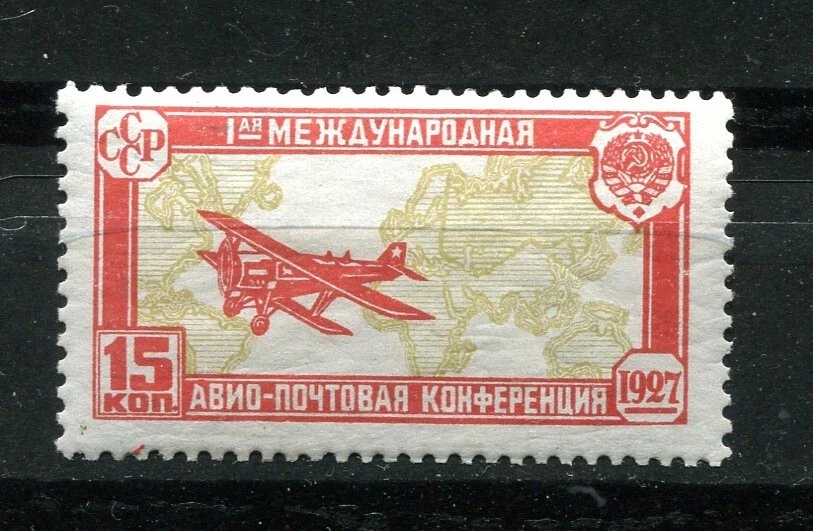 СССР
1АЯ МЕЖДУНАРОДНАЯ
15 КОП.
АВИО-ПОЧТОВАЯ КОНФЕРЕНЦИЯ
1927